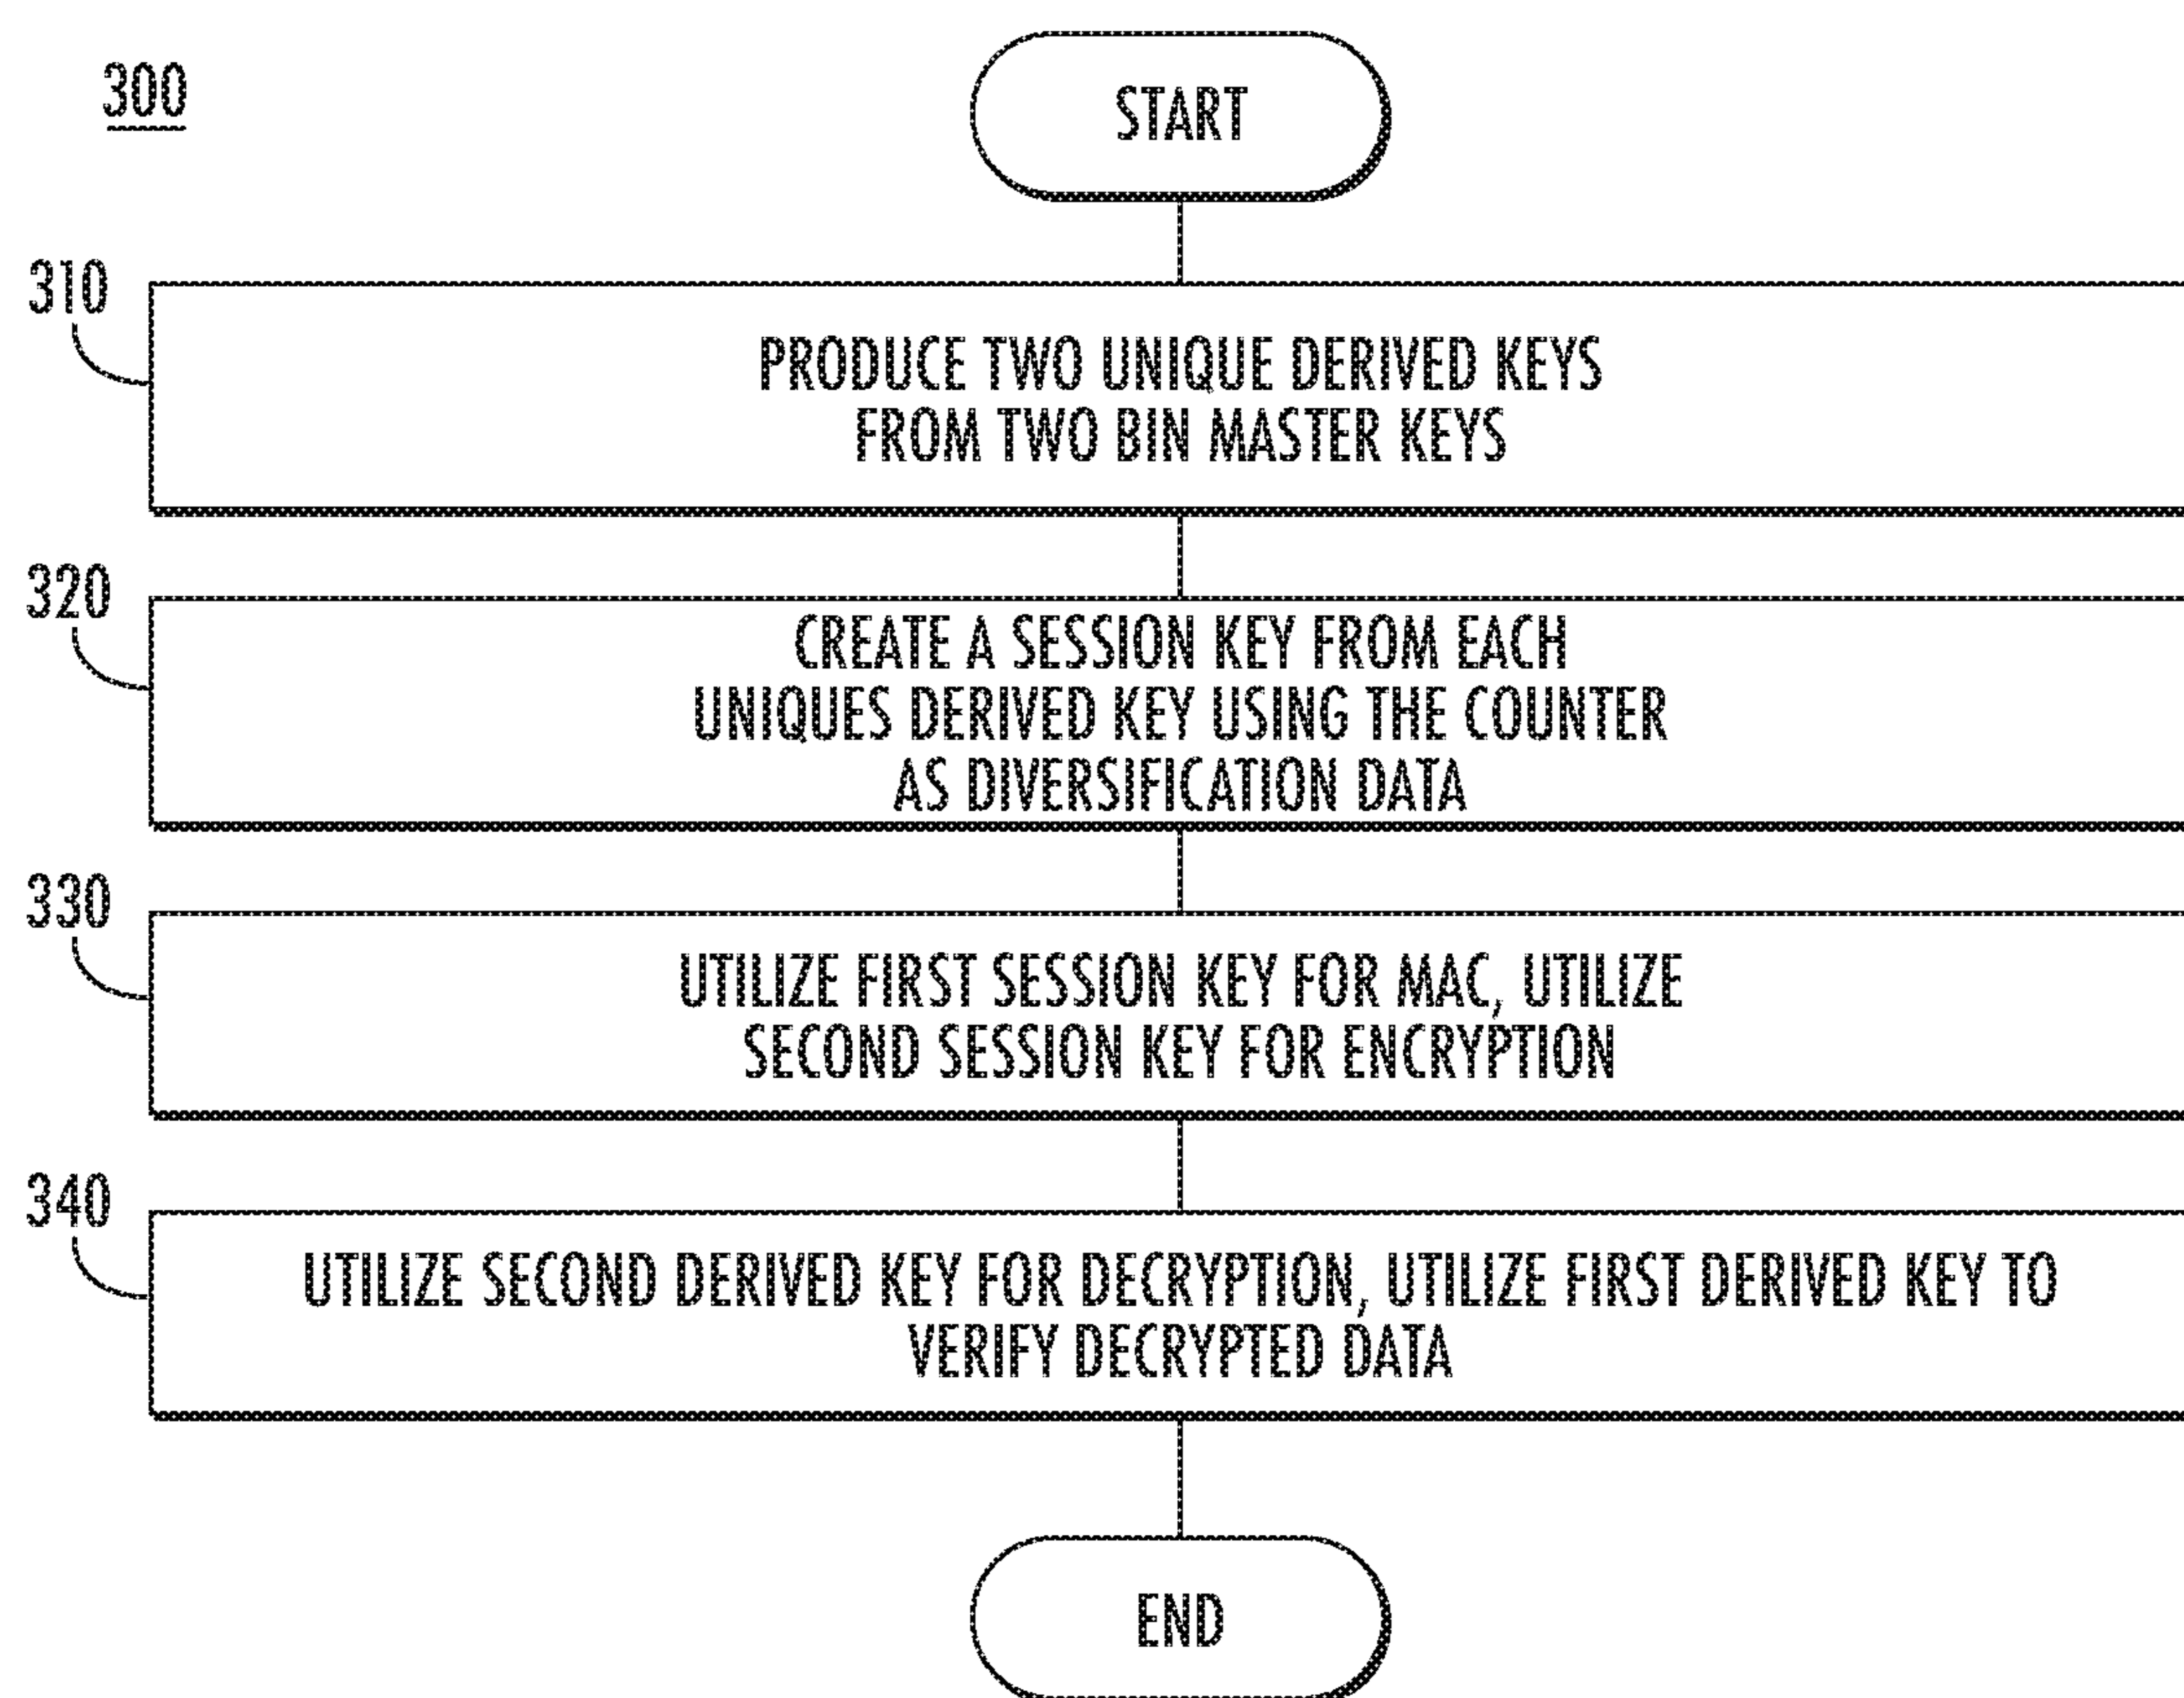 300
START
310
PRODUCE TWO UNIQUE DERIVED KEYS
FROM TWO BIN MASTER KEYS
320
CREATE A SESSION KEY FROM EACH
UNIQUES DERIVED KEY USING THE COUNTER
AS DIVERSIFICATION DATA
330
UTILIZE FIRST SESSION KEY FOR MAC, UTILIZE
SECOND SESSION KEY FOR ENCRYPTION
340
UTILIZE SECOND DERIVED KEY FOR DECRYPTION, UTILIZE FIRST DERIVED KEY TO
VERIFY DECRYPTED DATA
END